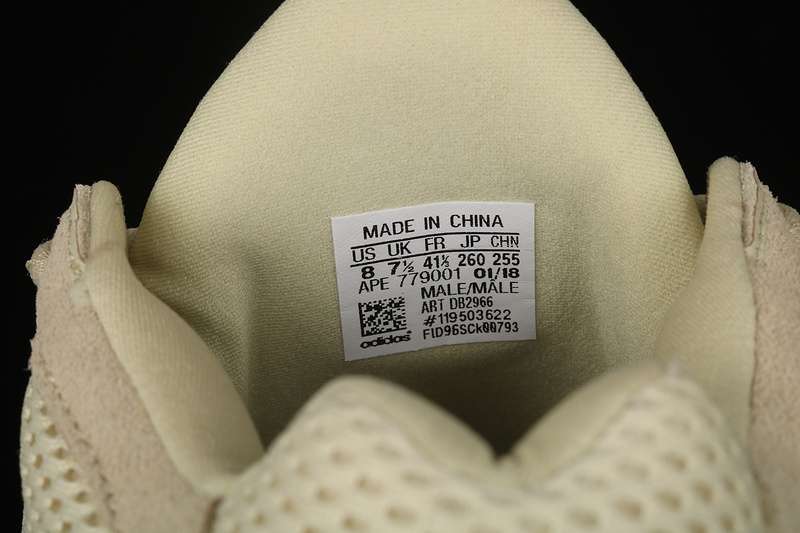 MADE IN CHINA
US UK FR JP CHN
8 7½ 41⅓ 260 255
APE 779001 01/18
MALE/MÂLE
ART DB2966
#119503622
FID96SCk00793
adidas